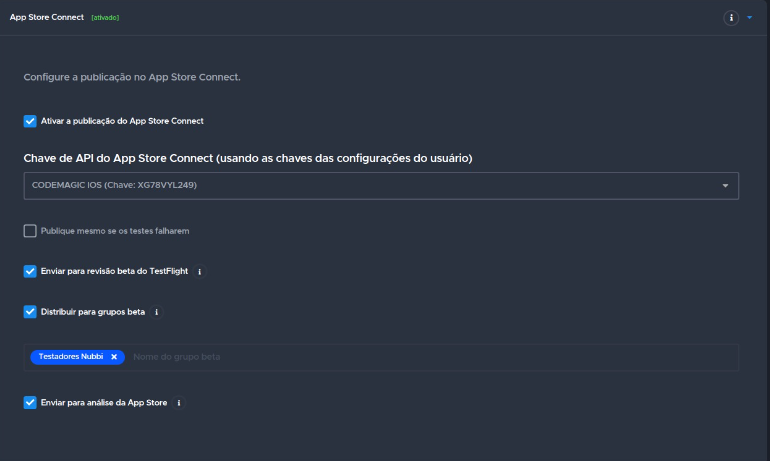 App Store Connect [ativado]
Configure a publicação no App Store Connect.
Ativar a publicação do App Store Connect
Chave de API do App Store Connect (usando as chaves das configurações do usuário)
CODEMAGIC IOS (Chave: XG78VYL249)
Publique mesmo se os testes falharem
Enviar para revisão beta do TestFlight
Distribuir para grupos beta
Testadores Nubbi Nome do grupo beta
Enviar para análise da App Store